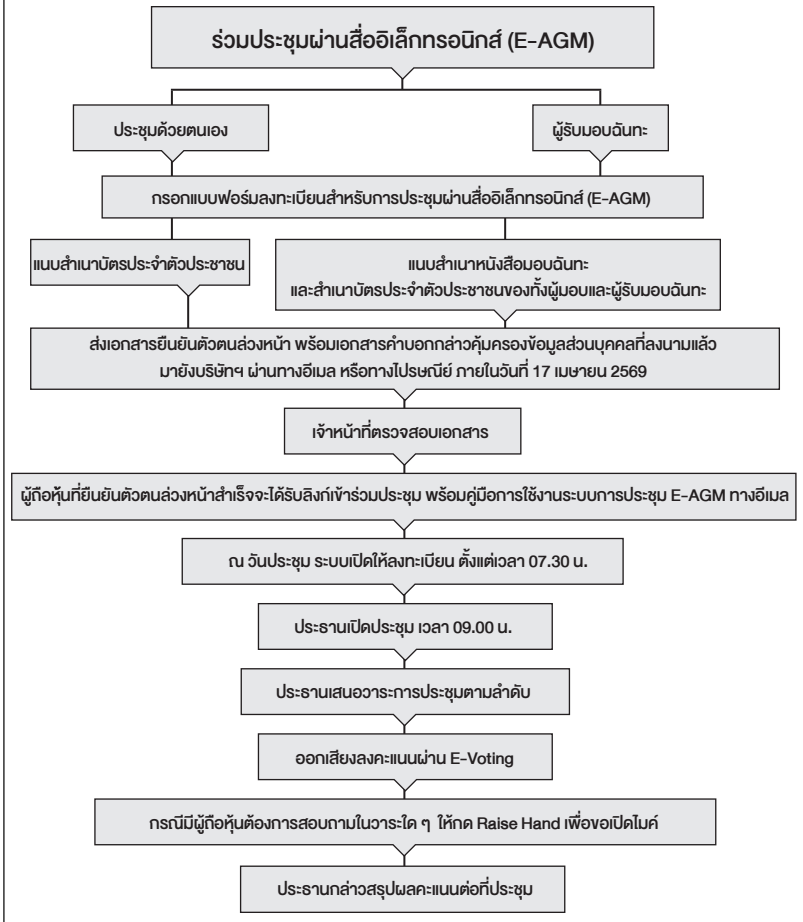 ร่วมประชุมผ่านสื่ออิเล็กทรอนิกส์ (E-AGM)
ประชุมด้วยตนเอง
ผู้รับมอบฉันทะ
กรอกแบบฟอร์มลงทะเบียนสำหรับการประชุมผ่านสื่ออิเล็กทรอนิกส์ (E-AGM)
แนบสำเนาบัตรประจำตัวประชาชน
แนบสำเนาหนังสือมอบฉันทะ
และสำเนาบัตรประจำตัวประชาชนของทั้งผู้มอบและผู้รับมอบฉันทะ
ส่งเอกสารยืนยันตัวตนล่วงหน้า พร้อมเอกสารคำบอกกล่าวคุ้มครองข้อมูลส่วนบุคคลที่ลงนามแล้ว
มายังบริษัทฯ ผ่านทางอีเมล หรือทางไปรษณีย์ ภายในวันที่ 17 เมษายน 2569
เจ้าหน้าที่ตรวจสอบเอกสาร
ผู้ถือหุ้นที่ยืนยันตัวตนล่วงหน้าสำเร็จจะได้รับลิงก์เข้าร่วมประชุม พร้อมคู่มือการใช้งานระบบการประชุม E-AGM ทางอีเมล
ณ วันประชุม ระบบเปิดให้ลงทะเบียน ตั้งแต่เวลา 07.30 น.
ประธานเปิดประชุม เวลา 09.00 น.
ประธานเสนอวาระการประชุมตามลำดับ
ออกเสียงลงคะแนนผ่าน E-Voting
กรณีมีผู้ถือหุ้นต้องการสอบถามในวาระใด ๆ ให้กด Raise Hand เพื่อขอเปิดไมค์
ประธานกล่าวสรุปผลคะแนนต่อที่ประชุม